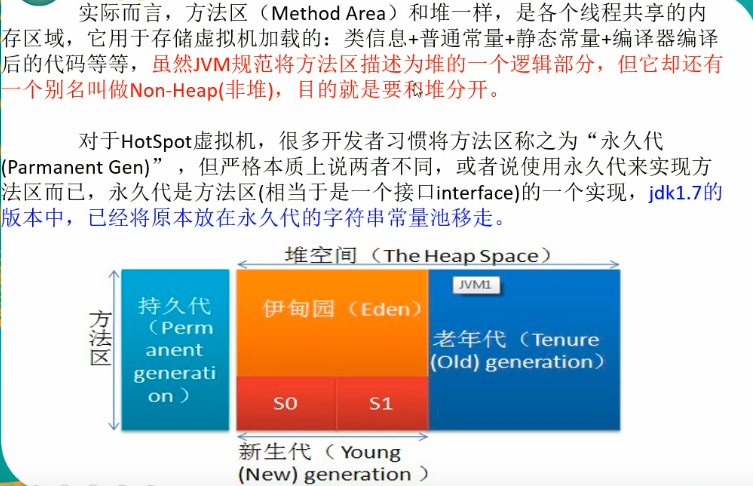 实际而言，方法区（Method Area）和堆一样，是各个线程共享的内
存区域，它用于存储虚拟机加载的：类信息+普通常量+静态常量+编译器编译
后的代码等等，虽然JVM规范将方法区描述为堆的一个逻辑部分，但它却还有
一个别名叫做Non-Heap(非堆)，目的就是要和堆分开。
对于HotSpot虚拟机，很多开发者习惯将方法区称之为“永久代
(Parmanent Gen)” ，但严格本质上说两者不同，或者说使用永久代来实现方
法区而已，永久代是方法区(相当于是一个接口interface)的一个实现，jdk1.7的
版本中，已经将原本放在永久代的字符串常量池移走。
堆空间（The Heap Space）
方法区
持久代
（Perm
anent
generati
on ）
伊甸园（Eden）
S0
S1
JVM1
老年代（Tenure
(Old) generation）
新生代（ Young
(New) generation ）